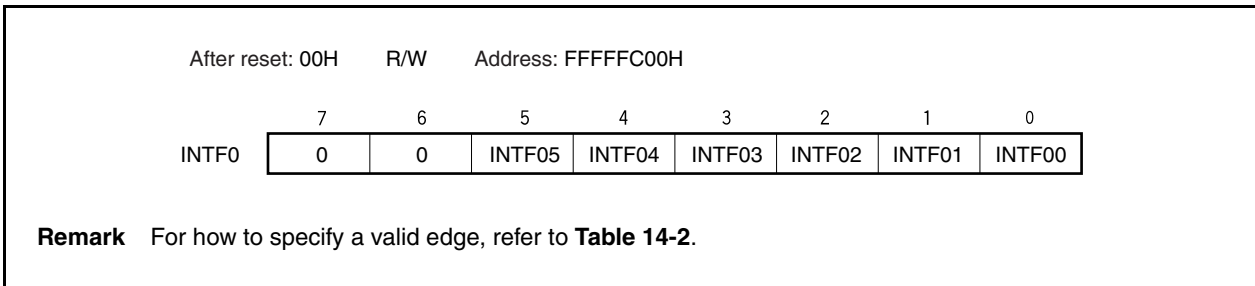 After reset: 00H R/W Address: FFFFFC00H
7 6 5 4 3 2 1 0
INTF0 0 0 INTF05 INTF04 INTF03 INTF02 INTF01 INTF00
Remark For how to specify a valid edge, refer to Table 14-2.